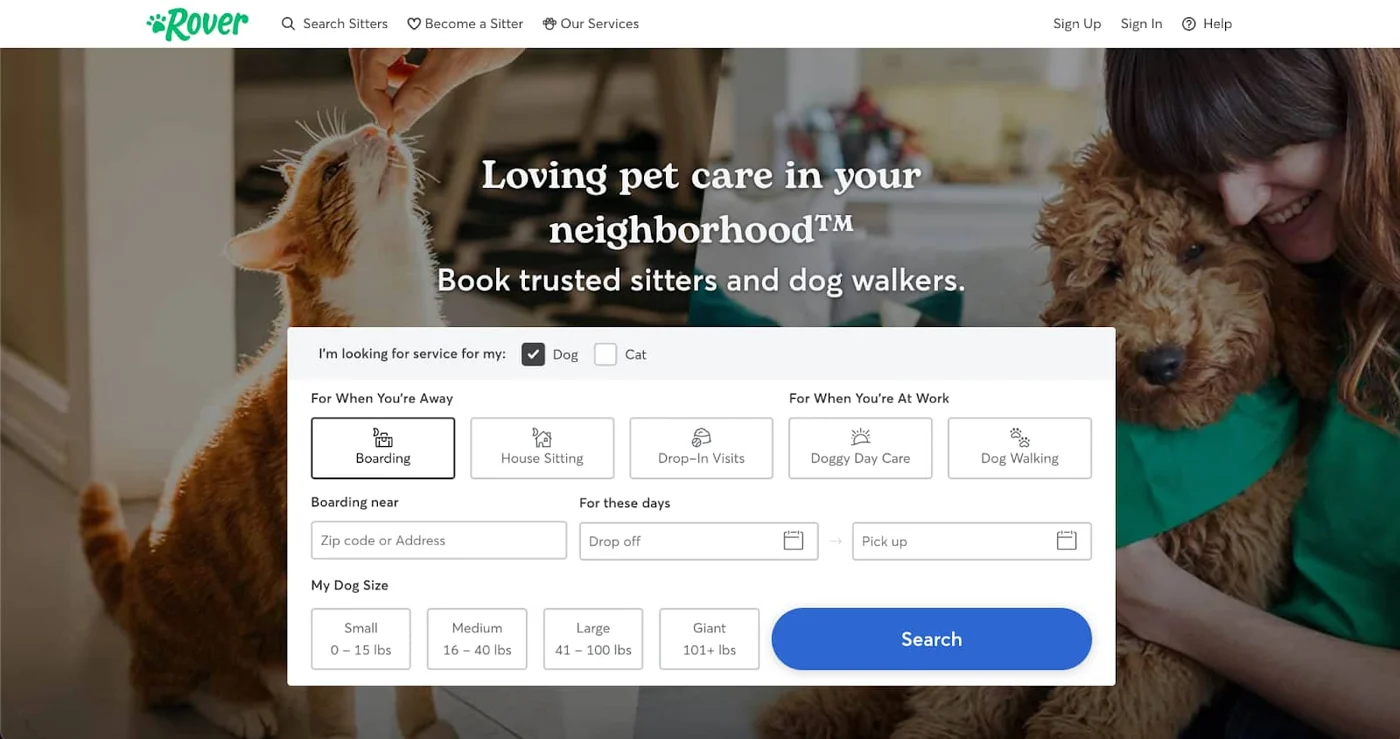 Rover
Search Sitters
Become a Sitter
Our Services
Sign Up
Sign In
Help
Loving pet care in your
neighborhood™
Book trusted sitters and dog walkers.
I'm looking for service for my:
Dog
Cat
For When You're Away
For When You're At Work
Boarding
House Sitting
Drop-In Visits
Doggy Day Care
Dog Walking
Boarding near
For these days
Zip code or Address
Drop off
→
Pick up
My Dog Size
Small
0 – 15 lbs
Medium
16 – 40 lbs
Large
41 – 100 lbs
Giant
101+ lbs
Search